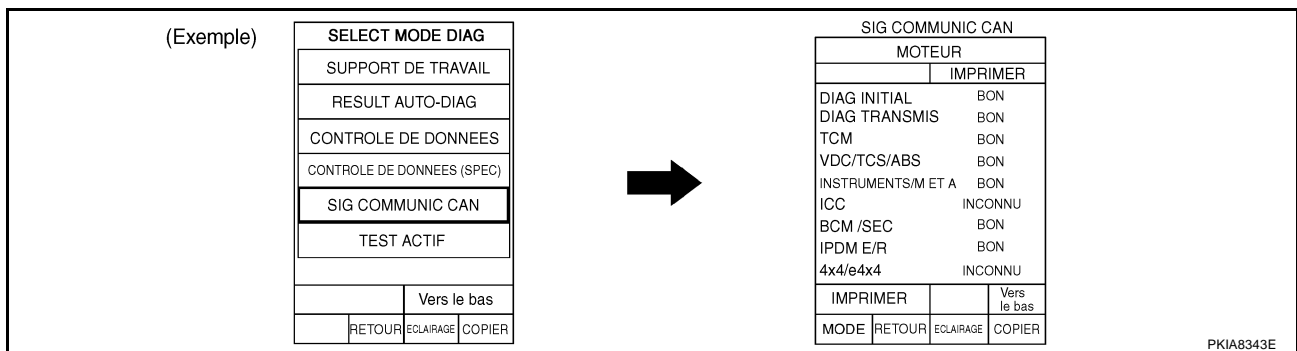 (Exemple)
SELECT MODE DIAG
SUPPORT DE TRAVAIL
RESULT AUTO-DIAG
CONTROLE DE DONNEES
CONTROLE DE DONNEES (SPEC)
SIG COMMUNIC CAN
TEST ACTIF
Vers le bas
RETOUR ECLAIRAGE COPIER
SIG COMMUNIC CAN
MOTEUR
IMPRIMER
DIAG INITIAL BON
DIAG TRANSMIS BON
TCM BON
VDC/TCS/ABS BON
INSTRUMENTS/M ET A BON
ICC INCONNU
BCM /SEC BON
IPDM E/R BON
4x4/e4x4 INCONNU
IMPRIMER Vers
le bas
MODE RETOUR ECLAIRAGE COPIER
PKIA8343E